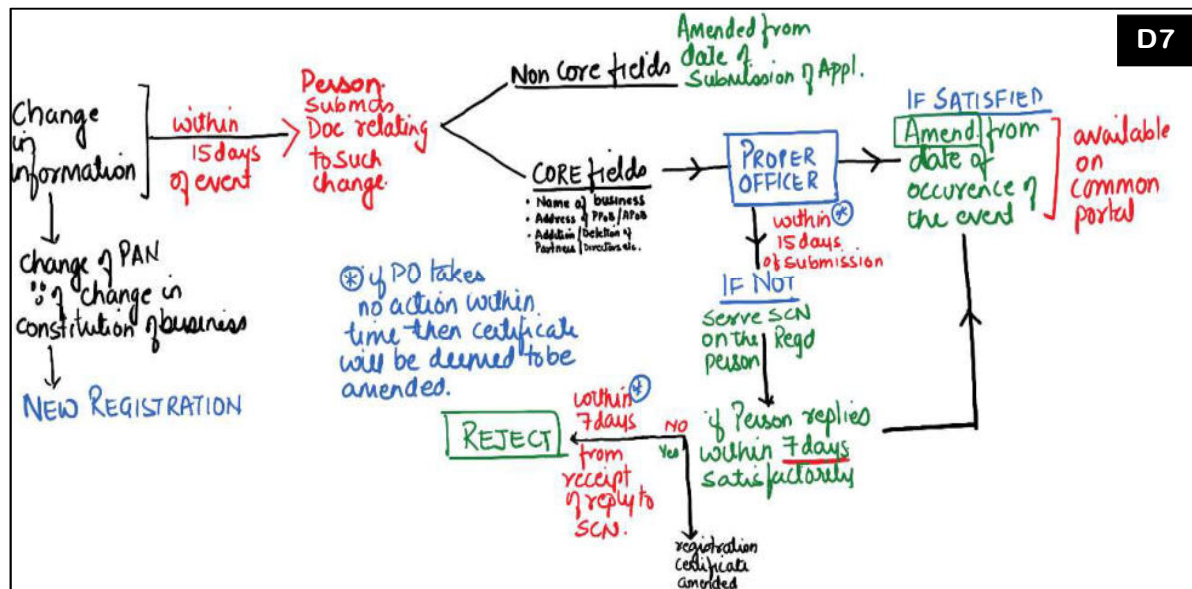 D7
Change
in
information
within
15 days
of event
Person
submits
Doc relating
to such
change.
Non Core fields
Amended from
date of
Submission of Appl.
CORE fields
• Name of business
• Address of PPoB/APoB
• Addition/Deletion of
Partners/Directors etc.
PROPER
OFFICER
IF SATISFIED
Amend. from
date of
occurence of
the event
available
on
common
portal
within *
15 days
of submission
IF NOT
serve SCN
on the Regd
person
if Person replies
within 7 days
satisfactorely
NO
Yes
within *
7 days
from
receipt
of reply to
SCN.
REJECT
registration
certificate
amended
change of PAN
∵ of change in
constitution of business
NEW REGISTRATION
* if PO takes
no action within
time then certificate
will be deemed to be
amended.